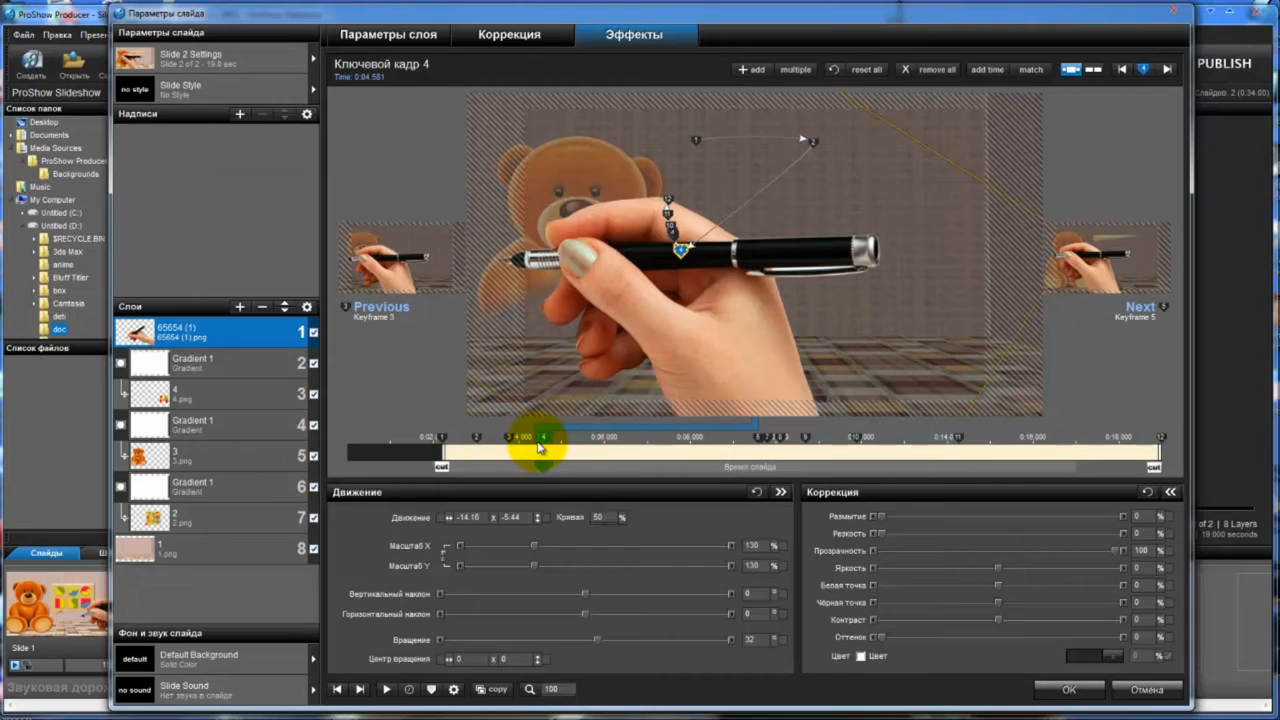 ProShow Producer - Slide
Параметры слайда
Файл Правка
Создать Открыть
ProShow Slideshow
Список папок
Desktop
Documents
Media Sources
ProShow Producer
Backgrounds
Music
My Computer
Untitled (C:)
Untitled (D:)
$RECYCLE.BIN
3ds Max
anime
Bluff Titler
box
Camtasia
deti
doc
Список файлов
Слайды
Slide 1
Параметры слайда
Slide 2 Settings
Slide 2 of 2 - 19.0 sec
no style
Slide Style
No Style
Надписи
Слои
65654 (1)
65654 (1).png
1
Gradient 1
Gradient
2
4
4.png
3
Gradient 1
Gradient
4
3
3.png
5
Gradient 1
Gradient
6
2
2.png
7
1
1.png
8
Фон и звук слайда
default
Default Background
Solid Color
no sound
Slide Sound
Нет звука в слайде
Параметры слоя Коррекция Эффекты
Ключевой кадр 4
Time: 0:04.581
add multiple reset all remove all add time match
Previous
Keyframe 3
Next
Keyframe 5
cut
Время слайда
cut
Движение
Движение -14.16 x -5.44 Кривая 50 %
Масштаб X 130 %
Масштаб Y 130 %
Вертикальный наклон 0 °
Горизонтальный наклон 0 °
Вращение 32 °
Центр вращения 0 x 0
copy 100
Коррекция
Размытие 0 %
Резкость 0 %
Прозрачность 100 %
Яркость 0 %
Белая точка 0 %
Чёрная точка 0 %
Контраст 0 %
Оттенок 0 %
Цвет Цвет 0 %
OK Отмена
PUBLISH
Слайдов: 2 (0:34.00)
of 2 | 8 Layers
19.000 seconds